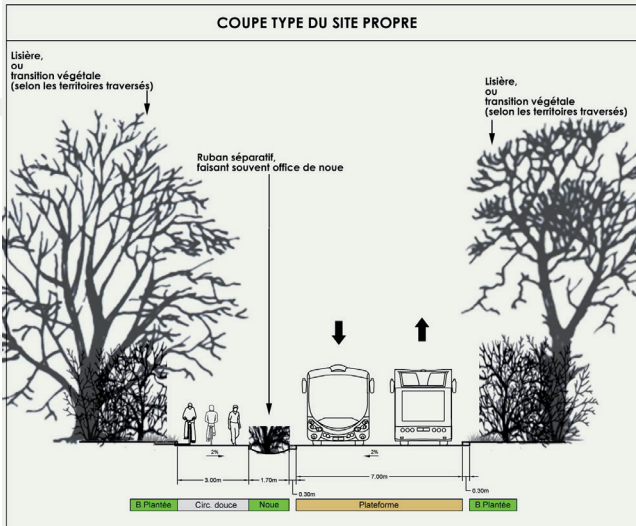 COUPE TYPE DU SITE PROPRE
Lisière,
ou
transition végétale
(selon les territoires traversés)
Lisière,
ou
transition végétale
(selon les territoires traversés)
Ruban séparatif,
faisant souvent office de noue
2%
2%
3.00m
1.70m
7.00m
0.30m
0.30m
B.Plantée
Circ. douce
Noue
Plateforme
B.Plantée